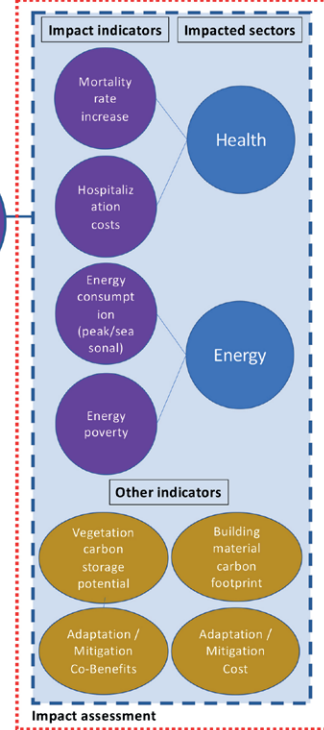 Impact indicators
Impacted sectors
Mortality
rate
increase
Health
Hospitaliz
ation
costs
Energy
consumpt
ion
(peak/sea
sonal)
Energy
Energy
poverty
Other indicators
Vegetation
carbon
storage
potential
Building
material
carbon
footprint
Adaptation /
Mitigation
Co-Benefits
Adaptation /
Mitigation
Cost
Impact assessment